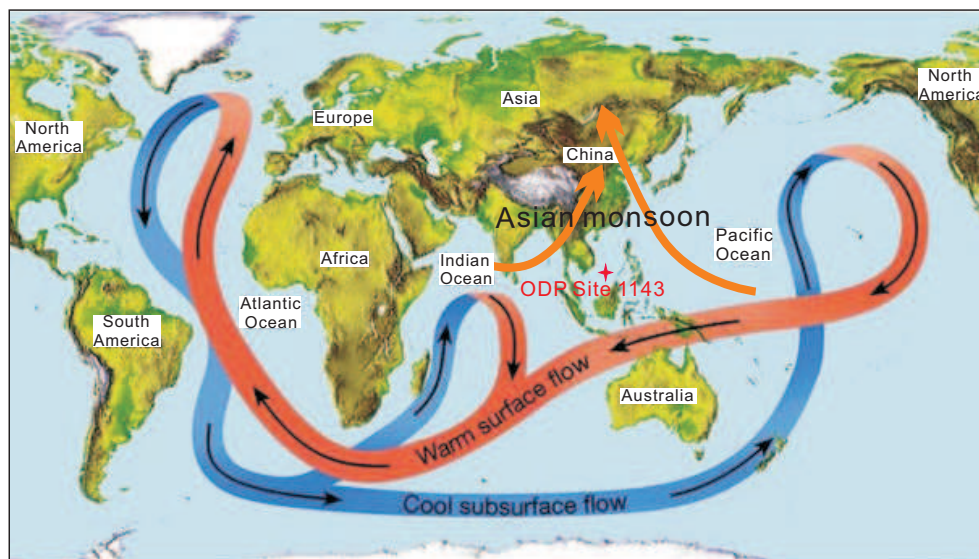 Europe
Asia
North
America
North
America
China
Asian monsoon
Pacific
Ocean
Africa
Indian
Ocean
ODP Site 1143
Atlantic
Ocean
South
America
Australia
Warm surface flow
Cool subsurface flow